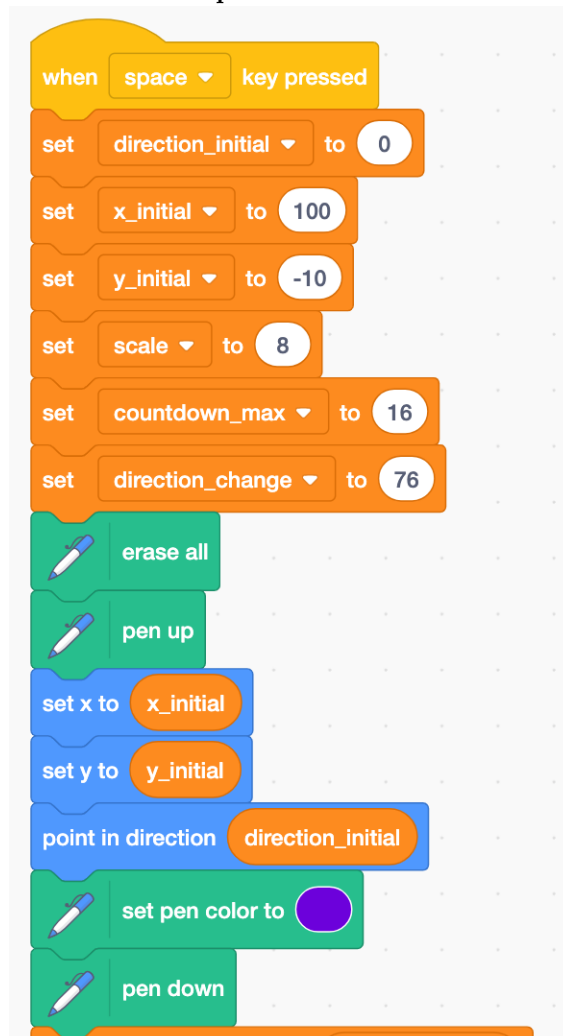 when space key pressed
set direction_initial to 0
set x_initial to 100
set y_initial to -10
set scale to 8
set countdown_max to 16
set direction_change to 76
erase all
pen up
set x to x_initial
set y to y_initial
point in direction direction_initial
set pen color to
pen down